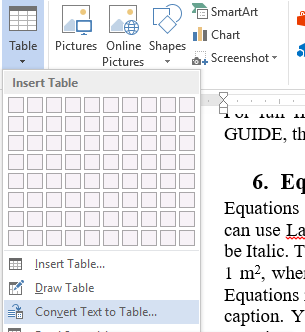 Table
Pictures
Online
Pictures
Shapes
SmartArt
Chart
Screenshot
Insert Table
Insert Table...
Draw Table
Convert Text to Table...
GUIDE, th
6. Eq
Equations
can use La
be Italic. T
1 m², whe
Equations
caption. Y